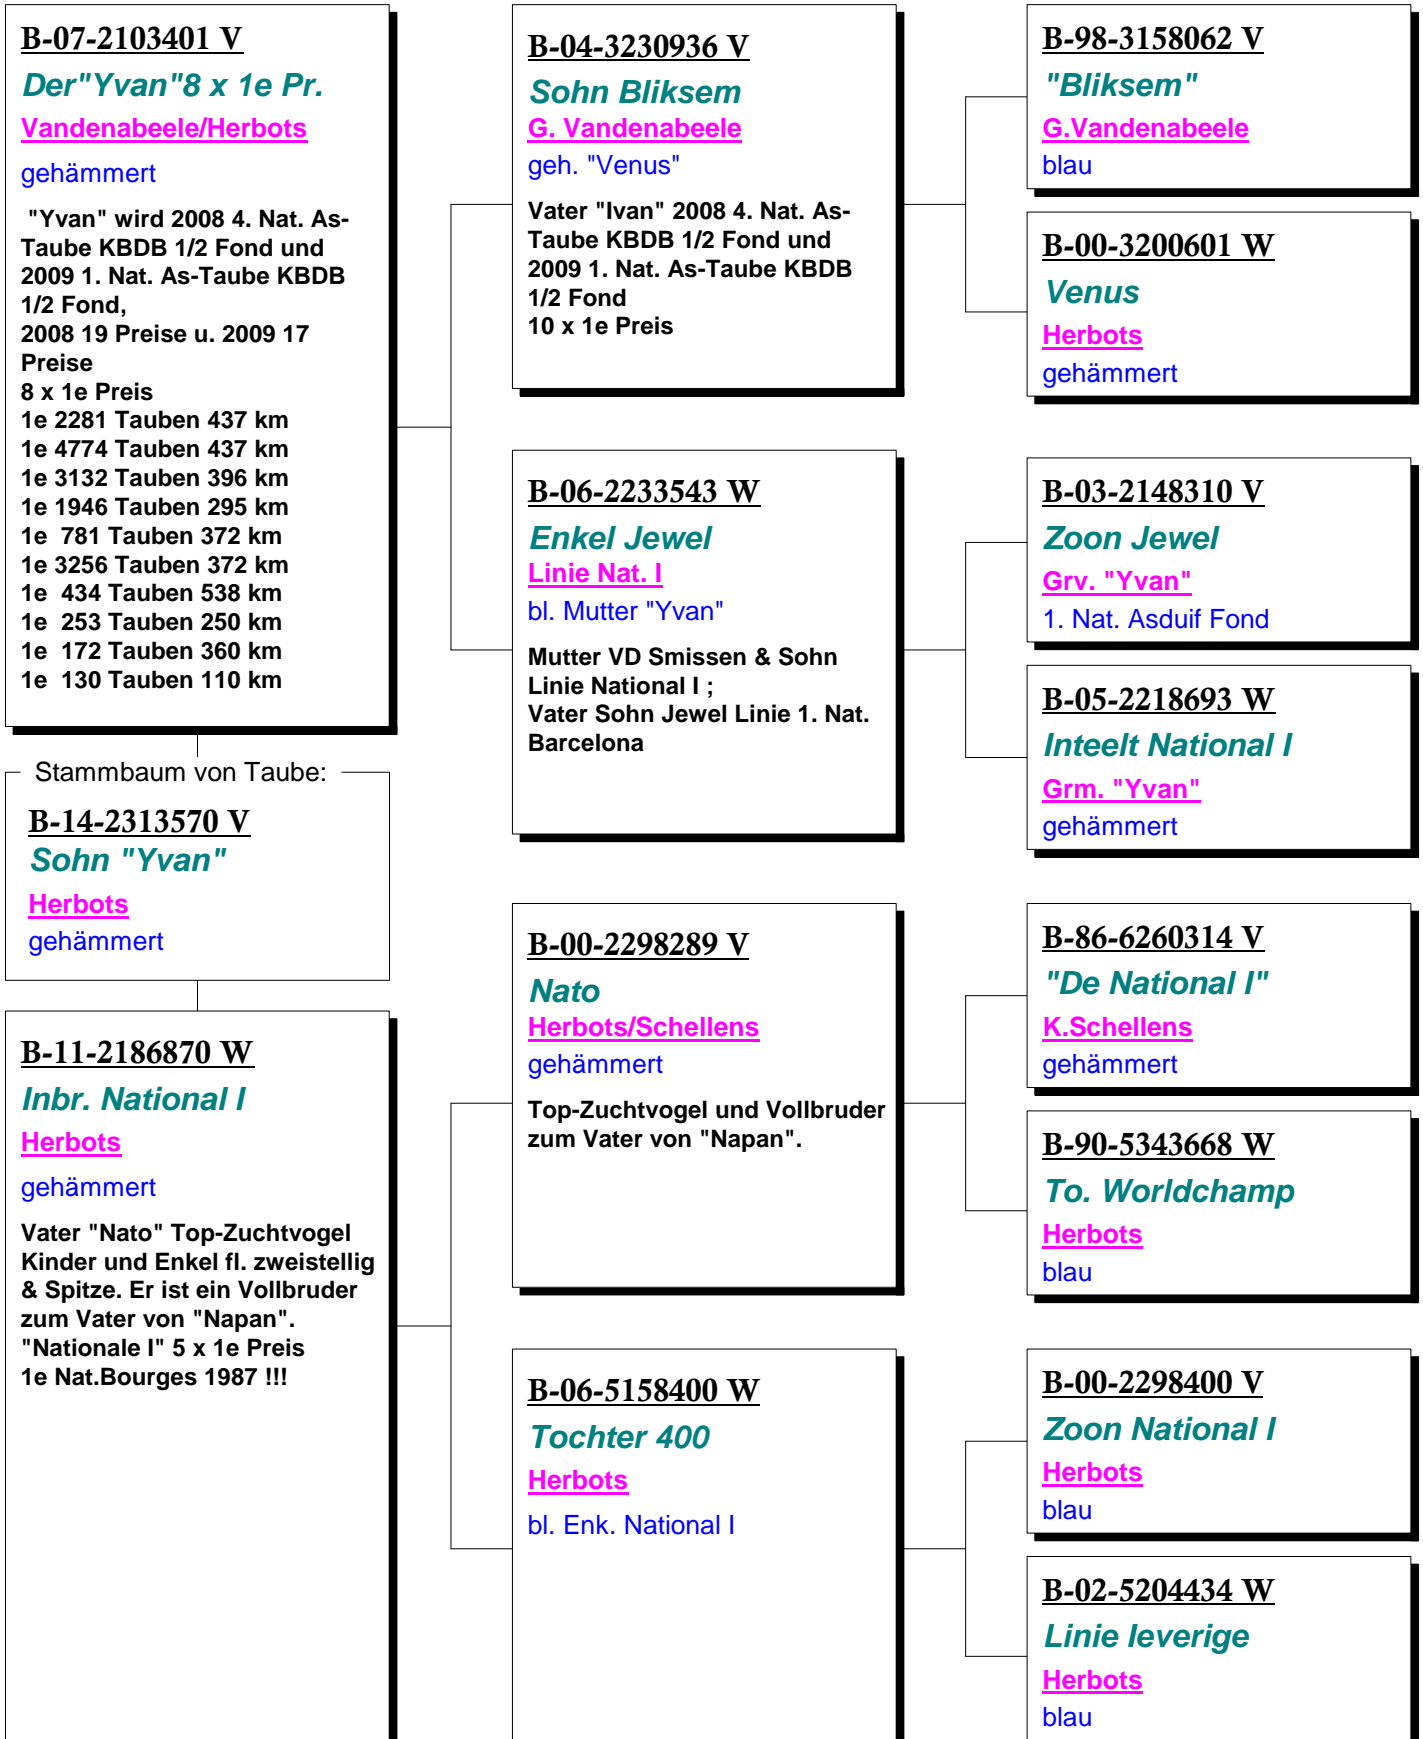 B-07-2103401 V
Der"Yvan"8 x 1e Pr.
Vandenabeele/Herbots
gehämmert
"Yvan" wird 2008 4. Nat. As-
Taube KBDB 1/2 Fond und
2009 1. Nat. As-Taube KBDB
1/2 Fond,
2008 19 Preise u. 2009 17
Preise
8 x 1e Preis
1e 2281 Tauben 437 km
1e 4774 Tauben 437 km
1e 3132 Tauben 396 km
1e 1946 Tauben 295 km
1e 781 Tauben 372 km
1e 3256 Tauben 372 km
1e 434 Tauben 538 km
1e 253 Tauben 250 km
1e 172 Tauben 360 km
1e 130 Tauben 110 km
Stammbaum von Taube:
B-14-2313570 V
Sohn "Yvan"
Herbots
gehämmert
B-11-2186870 W
Inbr. National I
Herbots
gehämmert
Vater "Nato" Top-Zuchtvogel
Kinder und Enkel fl. zweistellig
& Spitze. Er ist ein Vollbruder
zum Vater von "Napan".
"Nationale I" 5 x 1e Preis
1e Nat.Bourges 1987 !!!
B-04-3230936 V
Sohn Bliksem
G. Vandenabeele
geh. "Venus"
Vater "Ivan" 2008 4. Nat. As-
Taube KBDB 1/2 Fond und
2009 1. Nat. As-Taube KBDB
1/2 Fond
10 x 1e Preis
B-06-2233543 W
Enkel Jewel
Linie Nat. I
bl. Mutter "Yvan"
Mutter VD Smissen & Sohn
Linie National I ;
Vater Sohn Jewel Linie 1. Nat.
Barcelona
B-00-2298289 V
Nato
Herbots/Schellens
gehämmert
Top-Zuchtvogel und Vollbruder
zum Vater von "Napan".
B-06-5158400 W
Tochter 400
Herbots
bl. Enk. National I
B-98-3158062 V
"Bliksem"
G.Vandenabeele
blau
B-00-3200601 W
Venus
Herbots
gehämmert
B-03-2148310 V
Zoon Jewel
Grv. "Yvan"
1. Nat. Asduif Fond
B-05-2218693 W
Inteelt National I
Grm. "Yvan"
gehämmert
B-86-6260314 V
"De National I"
K.Schellens
gehämmert
B-90-5343668 W
To. Worldchamp
Herbots
blau
B-00-2298400 V
Zoon National I
Herbots
blau
B-02-5204434 W
Linie leverige
Herbots
blau